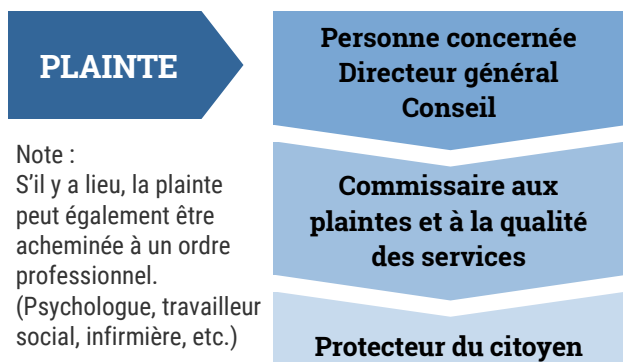 PLAINTE
Note :
S’il y a lieu, la plainte
peut également être
acheminée à un ordre
professionnel.
(Psychologue, travailleur
social, infirmière, etc.)
Personne concernée
Directeur général
Conseil
Commissaire aux
plaintes et à la qualité
des services
Protecteur du citoyen